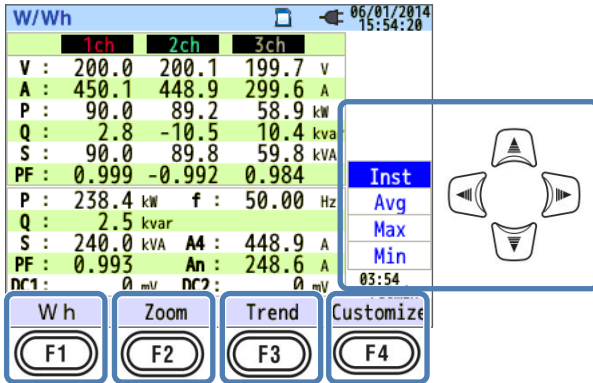 W/Wh 06/01/2014
15:54:20
1ch 2ch 3ch
V : 200.0 200.1 199.7 V
A : 450.1 448.9 299.6 A
P : 90.0 89.2 58.9 kW
Q : 2.8 -10.5 10.4 kvar
S : 90.0 89.8 59.8 kVA
PF : 0.999 -0.992 0.984
Inst
P : 238.4 kW f : 50.00 Hz
Avg
Q : 2.5 kvar
Max
S : 240.0 kVA A4 : 448.9 A
Min
PF : 0.993 An : 248.6 A
DC1 : 0 mV DC2 : 0 mV
03:54
Wh Zoom Trend Customize
F1 F2 F3 F4